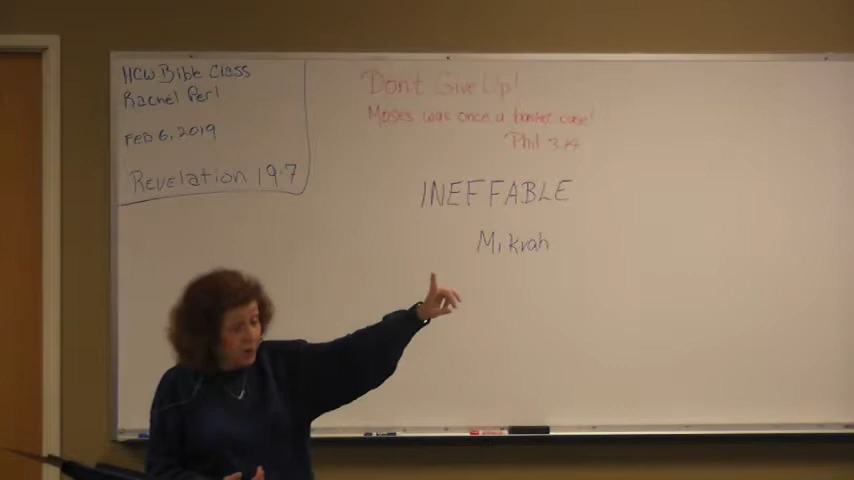 HCW Bible Class
Rachel Perl
FEB 6, 2019
Revelation 19:7
Don't Give Up!
Moses was once a basket case!
Phil 3:14
INEFFABLE
Mikrah